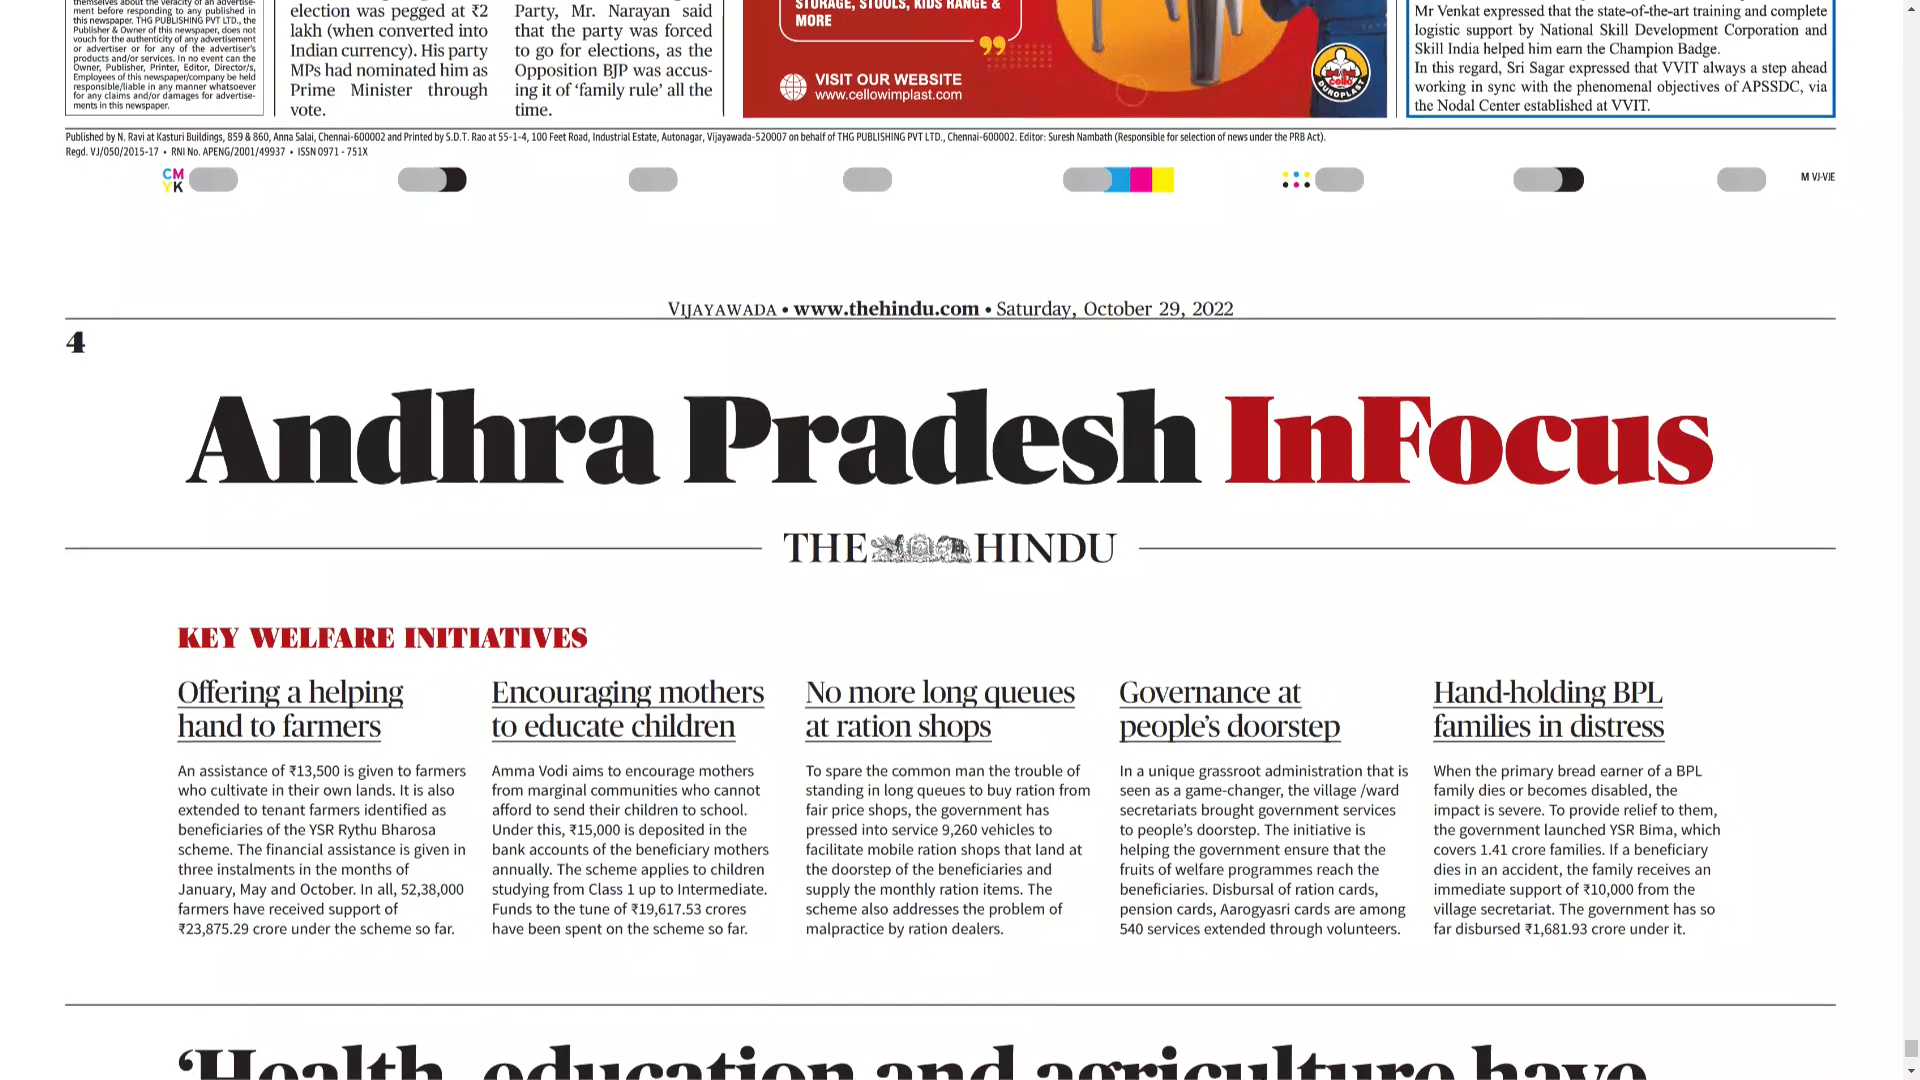 themselves about the veracity of an advertise-
ment before responding to any published in
this newspaper. THG PUBLISHING PVT LTD., the
Publisher & Owner of this newspaper, does not
vouch for the authenticity of any advertisement
or advertiser or for any of the advertiser's
products and/or services. In no event can the
Owner, Publisher, Printer, Editor, Director/s,
Employees of this newspaper/company be held
responsible/liable in any manner whatsoever
for any claims and/or damages for advertise-
ments in this newspaper.
election was pegged at ₹2
lakh (when converted into
Indian currency). His party
MPs had nominated him as
Prime Minister through
vote.
Party, Mr. Narayan said
that the party was forced
to go for elections, as the
Opposition BJP was accus-
ing it of ‘family rule’ all the
time.
STORAGE, STOOLS, KIDS RANGE &
MORE
VISIT OUR WEBSITE
www.cellowimplast.com
cello
DUROPLAST
Mr Venkat expressed that the state-of-the-art training and complete
logistic support by National Skill Development Corporation and
Skill India helped him earn the Champion Badge.
In this regard, Sri Sagar expressed that VVIT always a step ahead
working in sync with the phenomenal objectives of APSSDC, via
the Nodal Center established at VVIT.
Published by N. Ravi at Kasturi Buildings, 859 & 860, Anna Salai, Chennai-600002 and Printed by S.D.T. Rao at 55-1-4, 100 Feet Road, Industrial Estate, Autonagar, Vijayawada-520007 on behalf of THG PUBLISHING PVT LTD., Chennai-600002. Editor: Suresh Nambath (Responsible for selection of news under the PRB Act).
Regd. VJ/050/2015-17 • RNI No. APENG/2001/49937 • ISSN 0971 - 751X
CM
YK
M VJ-VJE
VIJAYAWADA • www.thehindu.com • Saturday, October 29, 2022
4
Andhra Pradesh InFocus
THE HINDU
KEY WELFARE INITIATIVES
Offering a helping
hand to farmers
An assistance of ₹13,500 is given to farmers
who cultivate in their own lands. It is also
extended to tenant farmers identified as
beneficiaries of the YSR Rythu Bharosa
scheme. The financial assistance is given in
three instalments in the months of
January, May and October. In all, 52,38,000
farmers have received support of
₹23,875.29 crore under the scheme so far.
Encouraging mothers
to educate children
Amma Vodi aims to encourage mothers
from marginal communities who cannot
afford to send their children to school.
Under this, ₹15,000 is deposited in the
bank accounts of the beneficiary mothers
annually. The scheme applies to children
studying from Class 1 up to Intermediate.
Funds to the tune of ₹19,617.53 crores
have been spent on the scheme so far.
No more long queues
at ration shops
To spare the common man the trouble of
standing in long queues to buy ration from
fair price shops, the government has
pressed into service 9,260 vehicles to
facilitate mobile ration shops that land at
the doorstep of the beneficiaries and
supply the monthly ration items. The
scheme also addresses the problem of
malpractice by ration dealers.
Governance at
people’s doorstep
In a unique grassroot administration that is
seen as a game-changer, the village /ward
secretariats brought government services
to people’s doorstep. The initiative is
helping the government ensure that the
fruits of welfare programmes reach the
beneficiaries. Disbursal of ration cards,
pension cards, Aarogyasri cards are among
540 services extended through volunteers.
Hand-holding BPL
families in distress
When the primary bread earner of a BPL
family dies or becomes disabled, the
impact is severe. To provide relief to them,
the government launched YSR Bima, which
covers 1.41 crore families. If a beneficiary
dies in an accident, the family receives an
immediate support of ₹10,000 from the
village secretariat. The government has so
far disbursed ₹1,681.93 crore under it.
‘Health, education and agriculture have